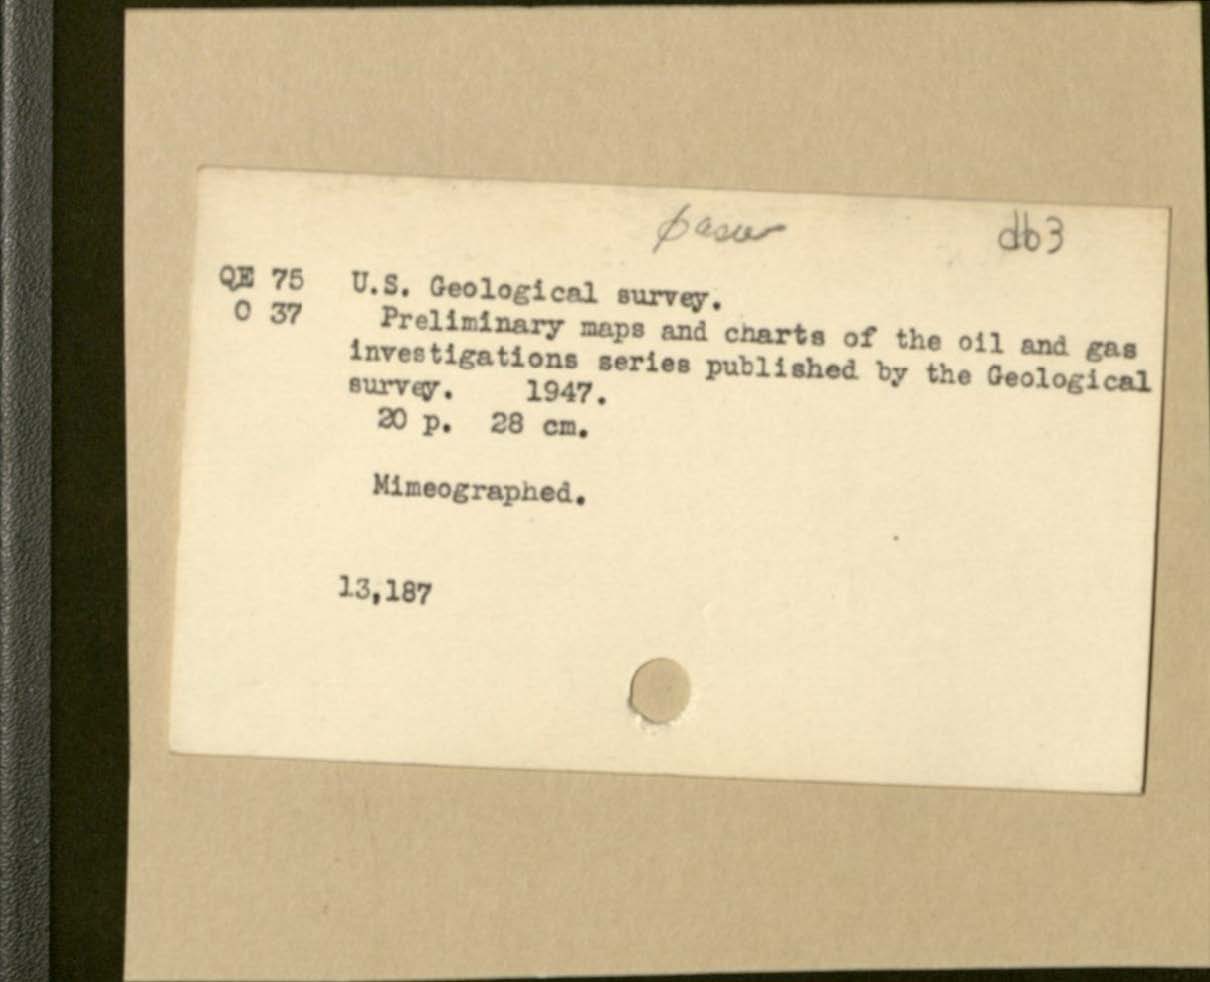 db3
QE 75 U.S. Geological survey.
O 37 Preliminary maps and charts of the oil and gas
investigations series published by the Geological
survey. 1947.
20 p. 28 cm.
Mimeographed.
13,187